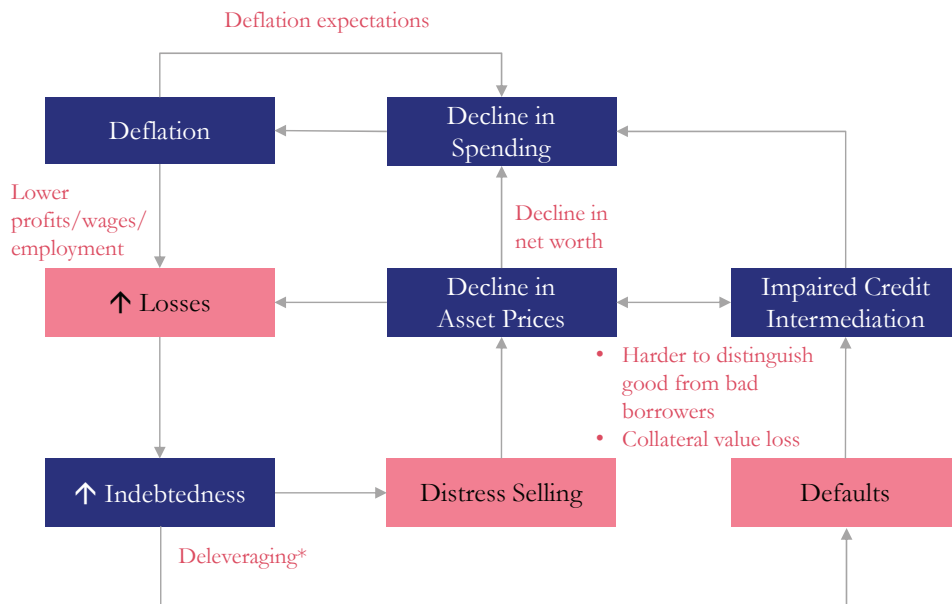 Deflation expectations
Deflation
Decline in
Spending
Lower
profits/wages/
employment
Decline in
net worth
↑ Losses
Decline in
Asset Prices
Impaired Credit
Intermediation
• Harder to distinguish
good from bad
borrowers
• Collateral value loss
↑ Indebtedness
Distress Selling
Defaults
Deleveraging*